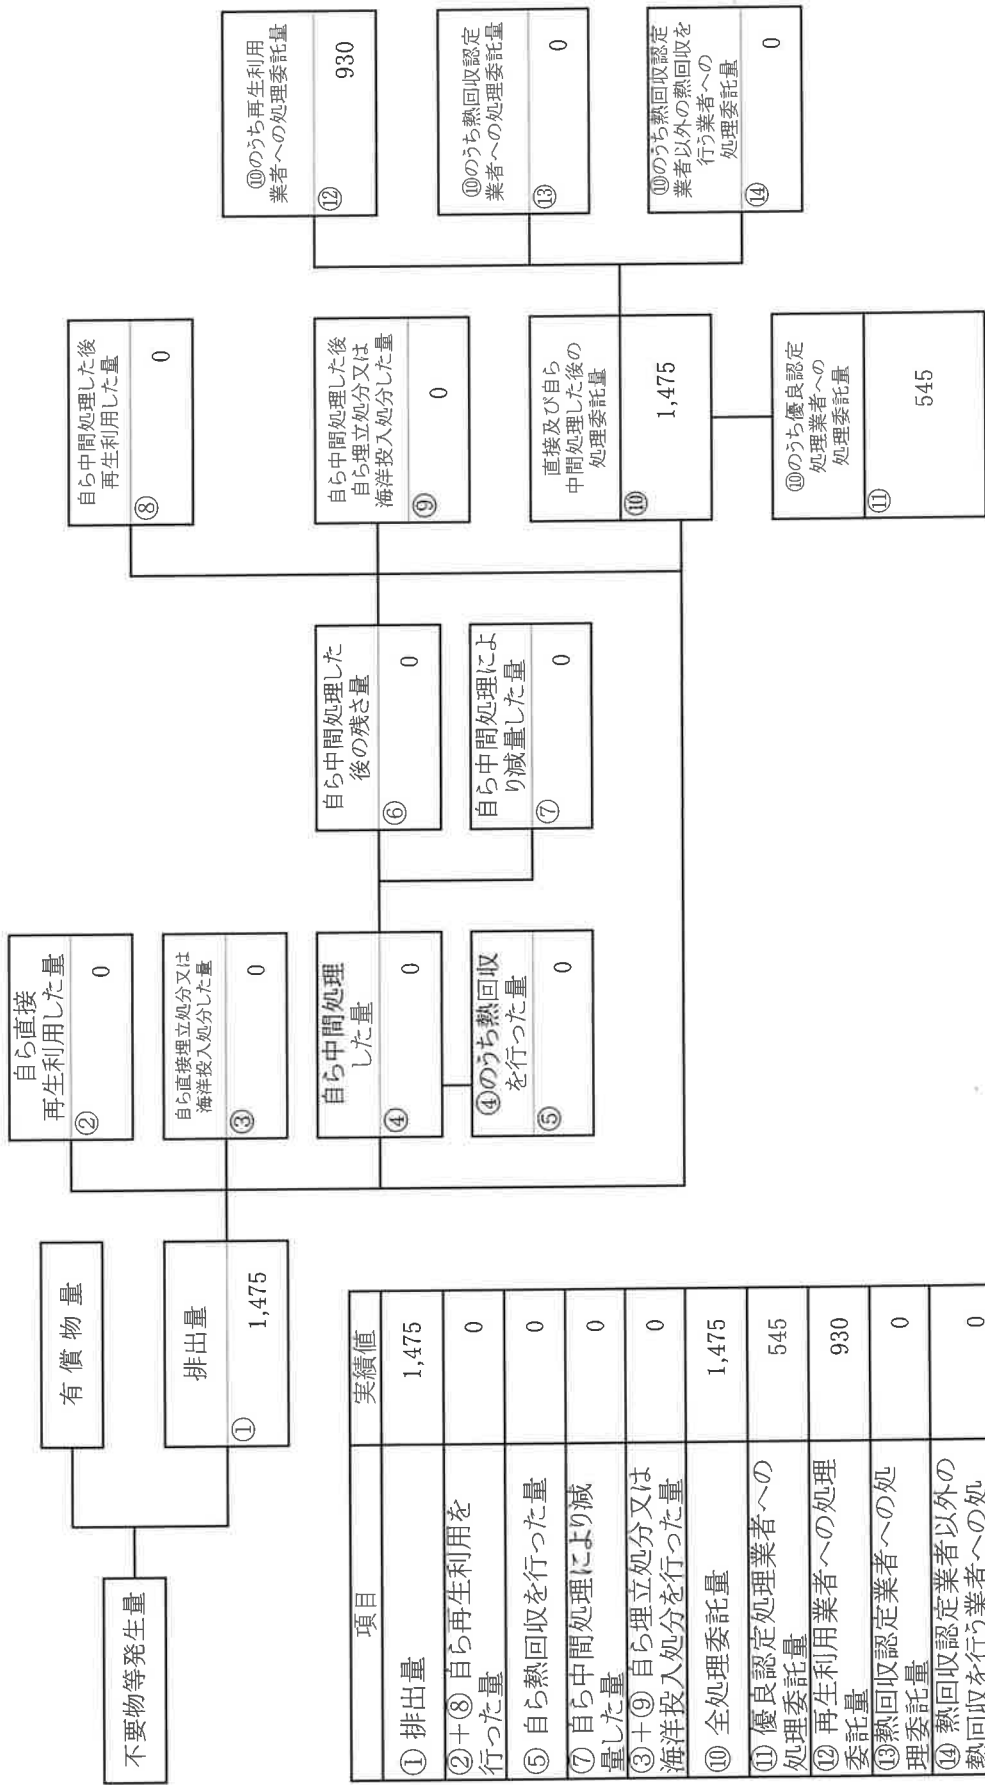 不要物等発生量
有償物量
排出量
①
1,475
自ら直接
再生利用した量
②
0
自ら直接埋立処分又は
海洋投入処分した量
③
0
自ら中間処理
した量
④
0
④のうち熱回収
を行った量
⑤
0
自ら中間処理した
後の残さ量
⑥
0
自ら中間処理によ
り減量した量
⑦
0
自ら中間処理した後
再生利用した量
⑧
0
自ら中間処理した後
自ら埋立処分又は
海洋投入処分した量
⑨
0
直接及び自ら
中間処理した後の
処理委託量
⑩
1,475
⑩のうち優良認定
処理業者への
処理委託量
⑪
545
⑩のうち再生利用
業者への処理委託量
⑫
930
⑩のうち熱回収認定
業者への処理委託量
⑬
0
⑩のうち熱回収認定
業者以外の熱回収を
行う業者への
処理委託量
⑭
0
項目 実績値
① 排出量 1,475
②+⑧ 自ら再生利用を
行った量 0
⑤ 自ら熱回収を行った量 0
⑦ 自ら中間処理により減
量した量 0
③+⑨ 自ら埋立処分又は
海洋投入処分を行った量 0
⑩ 全処理委託量 1,475
⑪ 優良認定処理業者への
処理委託量 545
⑫ 再生利用業者への処理
委託量 930
⑬熱回収認定業者への処
理委託量 0
⑭ 熱回収認定業者以外の
熱回収を行う業者への処 0